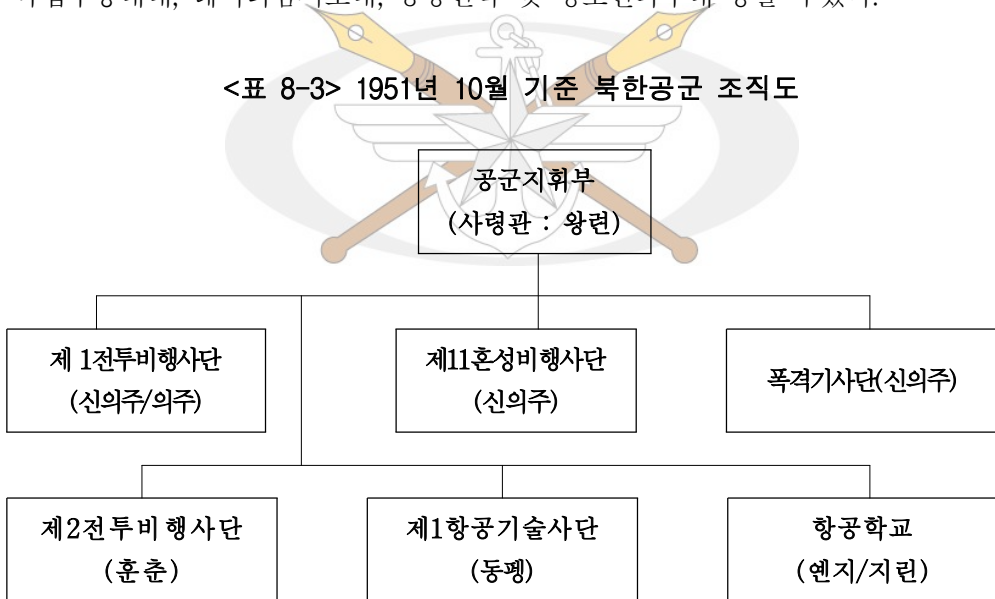 <표 8-3> 1951년 10월 기준 북한공군 조직도
공군지휘부
(사령관 : 왕련)
제 1전투비행사단
(신의주/의주)
제11혼성비행사단
(신의주)
폭격기사단(신의주)
제2전투비행사단
(훈춘)
제1항공기술사단
(동펑)
항공학교
(옌지/지린)